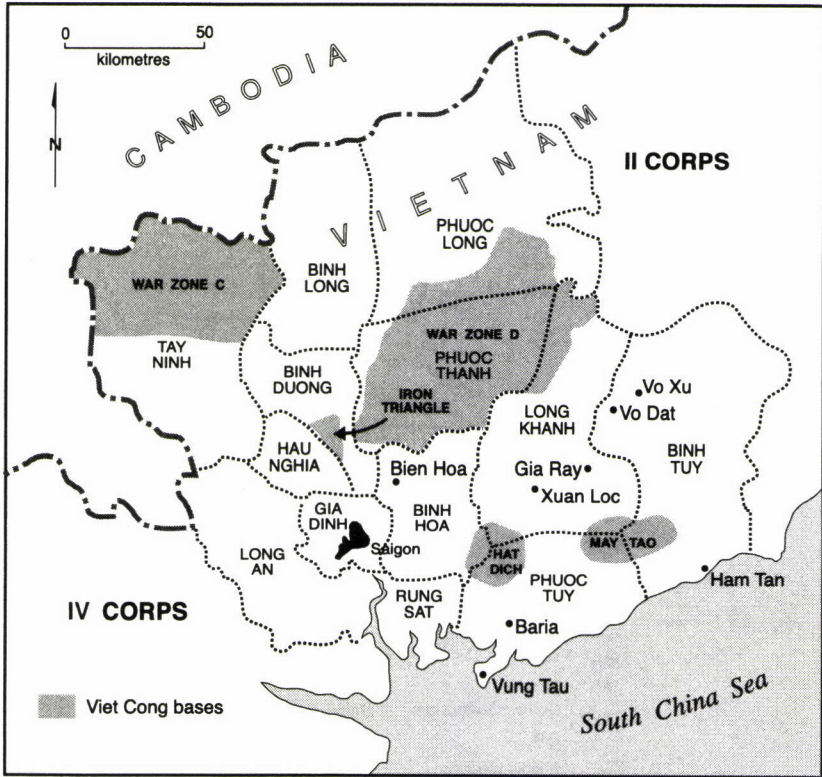 0 50
kilometres
N
CAMBODIA
VIETNAM
II CORPS
PHUOC
LONG
BINH
LONG
WAR ZONE C
WAR ZONE D
PHUOC
THANH
TAY
NINH
BINH
DUONG
IRON
TRIANGLE
Vo Xu
Vo Dat
LONG
KHANH
BINH
TUY
HAU
NGHIA
Bien Hoa
Gia Ray
Xuan Loc
GIA
DINH
BINH
HOA
Saigon
LONG
AN
HAT
DICH
MAY TAO
PHUOC
TUY
Ham Tan
RUNG
SAT
IV CORPS
Baria
Vung Tau
South China Sea
Viet Cong bases